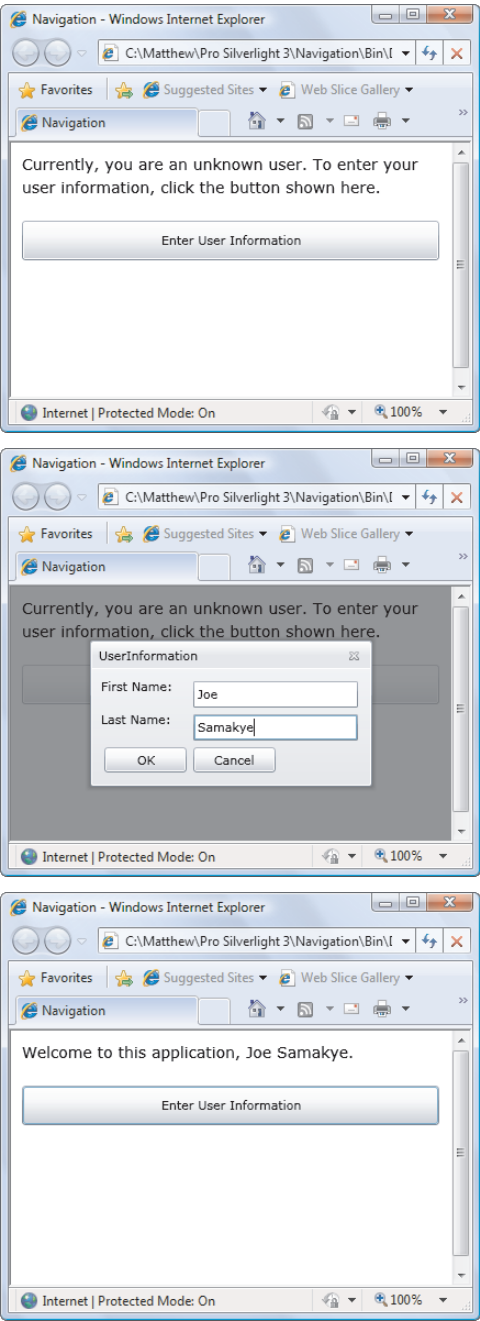 Navigation - Windows Internet Explorer
C:\Matthew\Pro Silverlight 3\Navigation\Bin\
Favorites Suggested Sites Web Slice Gallery
Navigation »
Currently, you are an unknown user. To enter your
user information, click the button shown here.
Enter User Information
Internet | Protected Mode: On 100%
Navigation - Windows Internet Explorer
C:\Matthew\Pro Silverlight 3\Navigation\Bin\
Favorites Suggested Sites Web Slice Gallery
Navigation »
Currently, you are an unknown user. To enter your
user information, click the button shown here.
UserInformation
First Name: Joe
Last Name: Samakye
OK Cancel
Internet | Protected Mode: On 100%
Navigation - Windows Internet Explorer
C:\Matthew\Pro Silverlight 3\Navigation\Bin\
Favorites Suggested Sites Web Slice Gallery
Navigation »
Welcome to this application, Joe Samakye.
Enter User Information
Internet | Protected Mode: On 100%